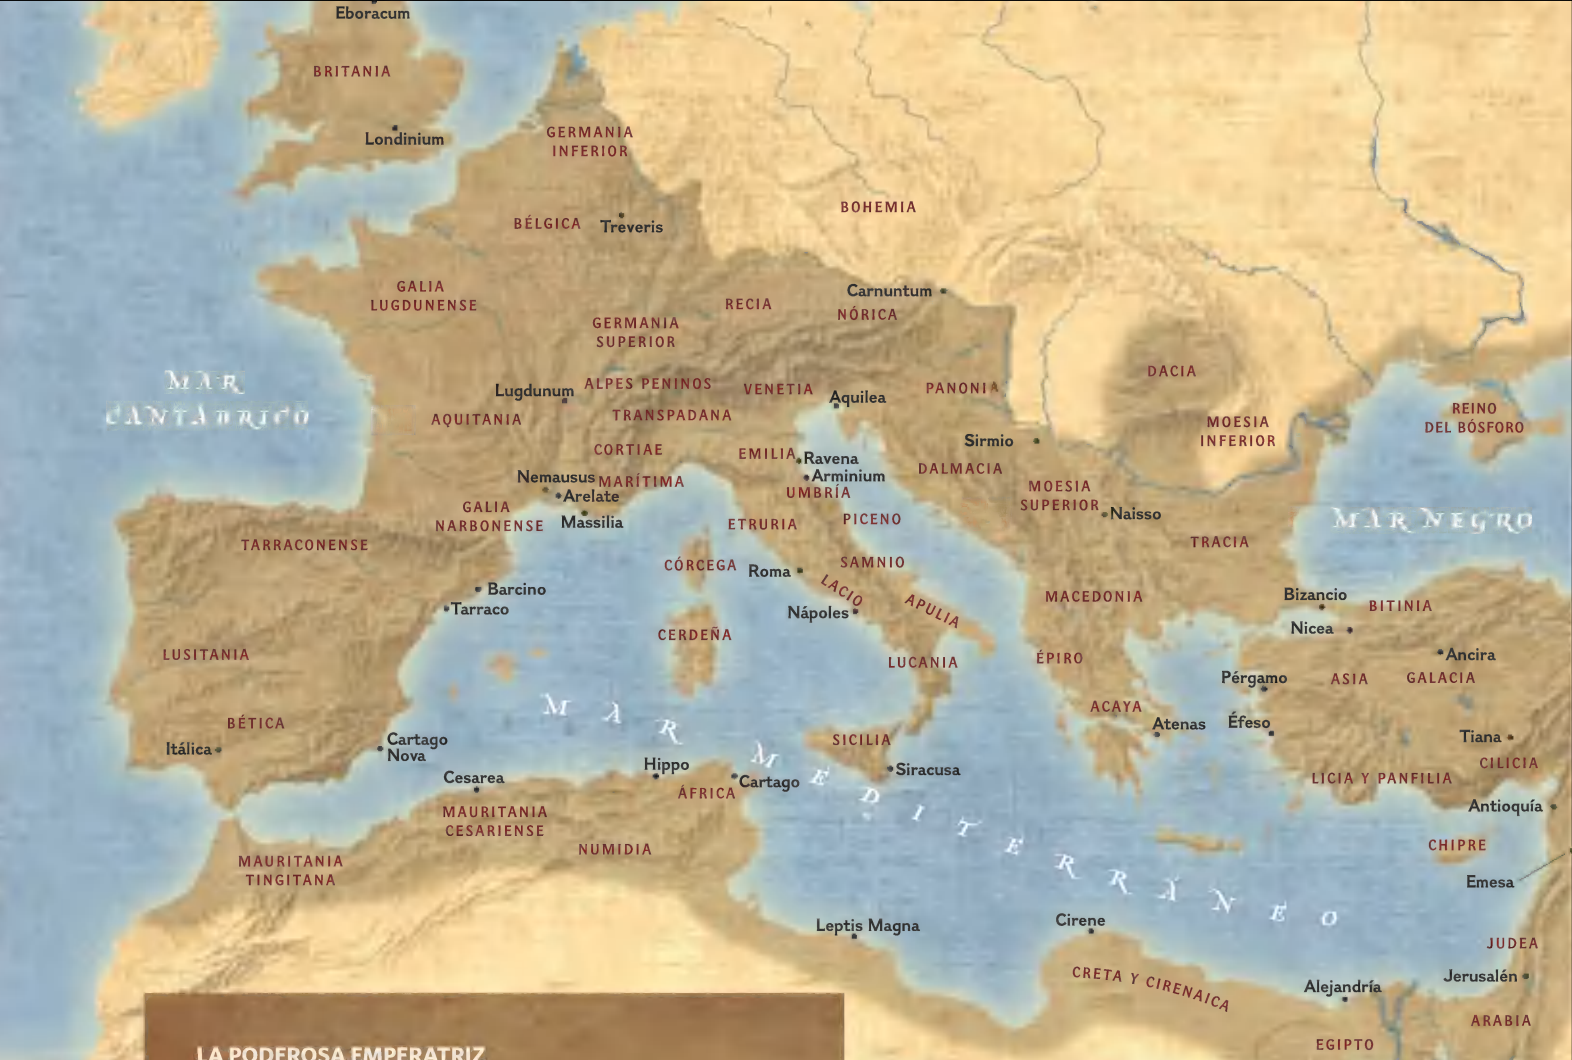 Eboracum
BRITANIA
Londinium
GERMANIA
INFERIOR
BÉLGICA
Treveris
BOHEMIA
GALIA
LUGDUNENSE
RECIA
Carnuntum
NÓRICA
GERMANIA
SUPERIOR
DACIA
MAR
CANTÁBRICO
Lugdunum
ALPES PENINOS
VENETIA
Aquilea
PANONIA
AQUITANIA
TRANSPADANA
MOESIA
INFERIOR
REINO
DEL BÓSFORO
CORTIAE
EMILIA
Ravena
Sirmio
DALMACIA
Nemausus
MARÍTIMA
Arminium
UMBRÍA
MOESIA
SUPERIOR
Arelate
Massilia
GALIA
NARBONENSE
ETRURIA
PICENO
Naisso
MAR NEGRO
TARRACONENSE
TRACIA
CÓRCEGA
Roma
SAMNIO
LACIO
Barcino
Tarraco
Nápoles
APULIA
MACEDONIA
Bizancio
BITINIA
Nicea
CERDEÑA
LUSITANIA
LUCANIA
ÉPIRO
Ancira
Pérgamo
ASIA
GALACIA
MAR MEDITERRÁNEO
ACAYA
BÉTICA
Itálica
Cartago
Nova
SICILIA
Atenas
Éfeso
Tiana
CILICIA
Cesarea
Hippo
Cartago
ÁFRICA
Siracusa
LICIA Y PANFILIA
Antioquía
MAURITANIA
CESARIENSE
NUMIDIA
CHIPRE
MAURITANIA
TINGITANA
Emesa
Leptis Magna
Cirene
JUDEA
CRETA Y CIRENAICA
Jerusalén
Alejandría
ARABIA
EGIPTO
LA PODEROSA EMPERATRIZ